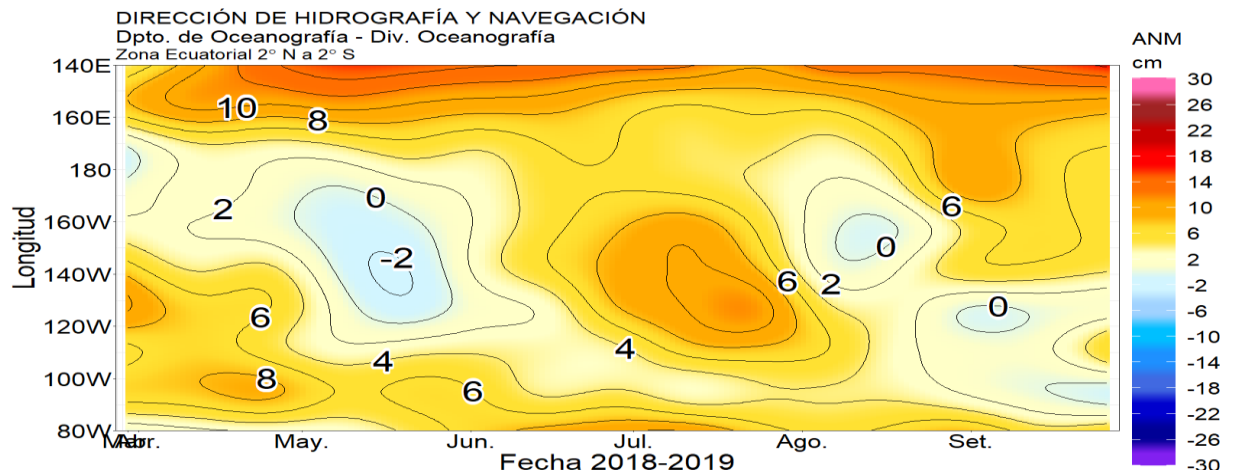 DIRECCIÓN DE HIDROGRAFÍA Y NAVEGACIÓN
Dpto. de Oceanografía - Div. Oceanografía
Zona Ecuatorial 2° N a 2° S
ANM
cm
140E
160E
180
160W
140W
120W
100W
80W
Longitud
10
8
2
0
-2
6
4
8
6
4
6
2
0
6
0
30
26
22
18
14
10
6
2
-2
-6
-10
-14
-18
-22
-26
-30
Abr.
May.
Jun.
Jul.
Ago.
Set.
Fecha 2018-2019